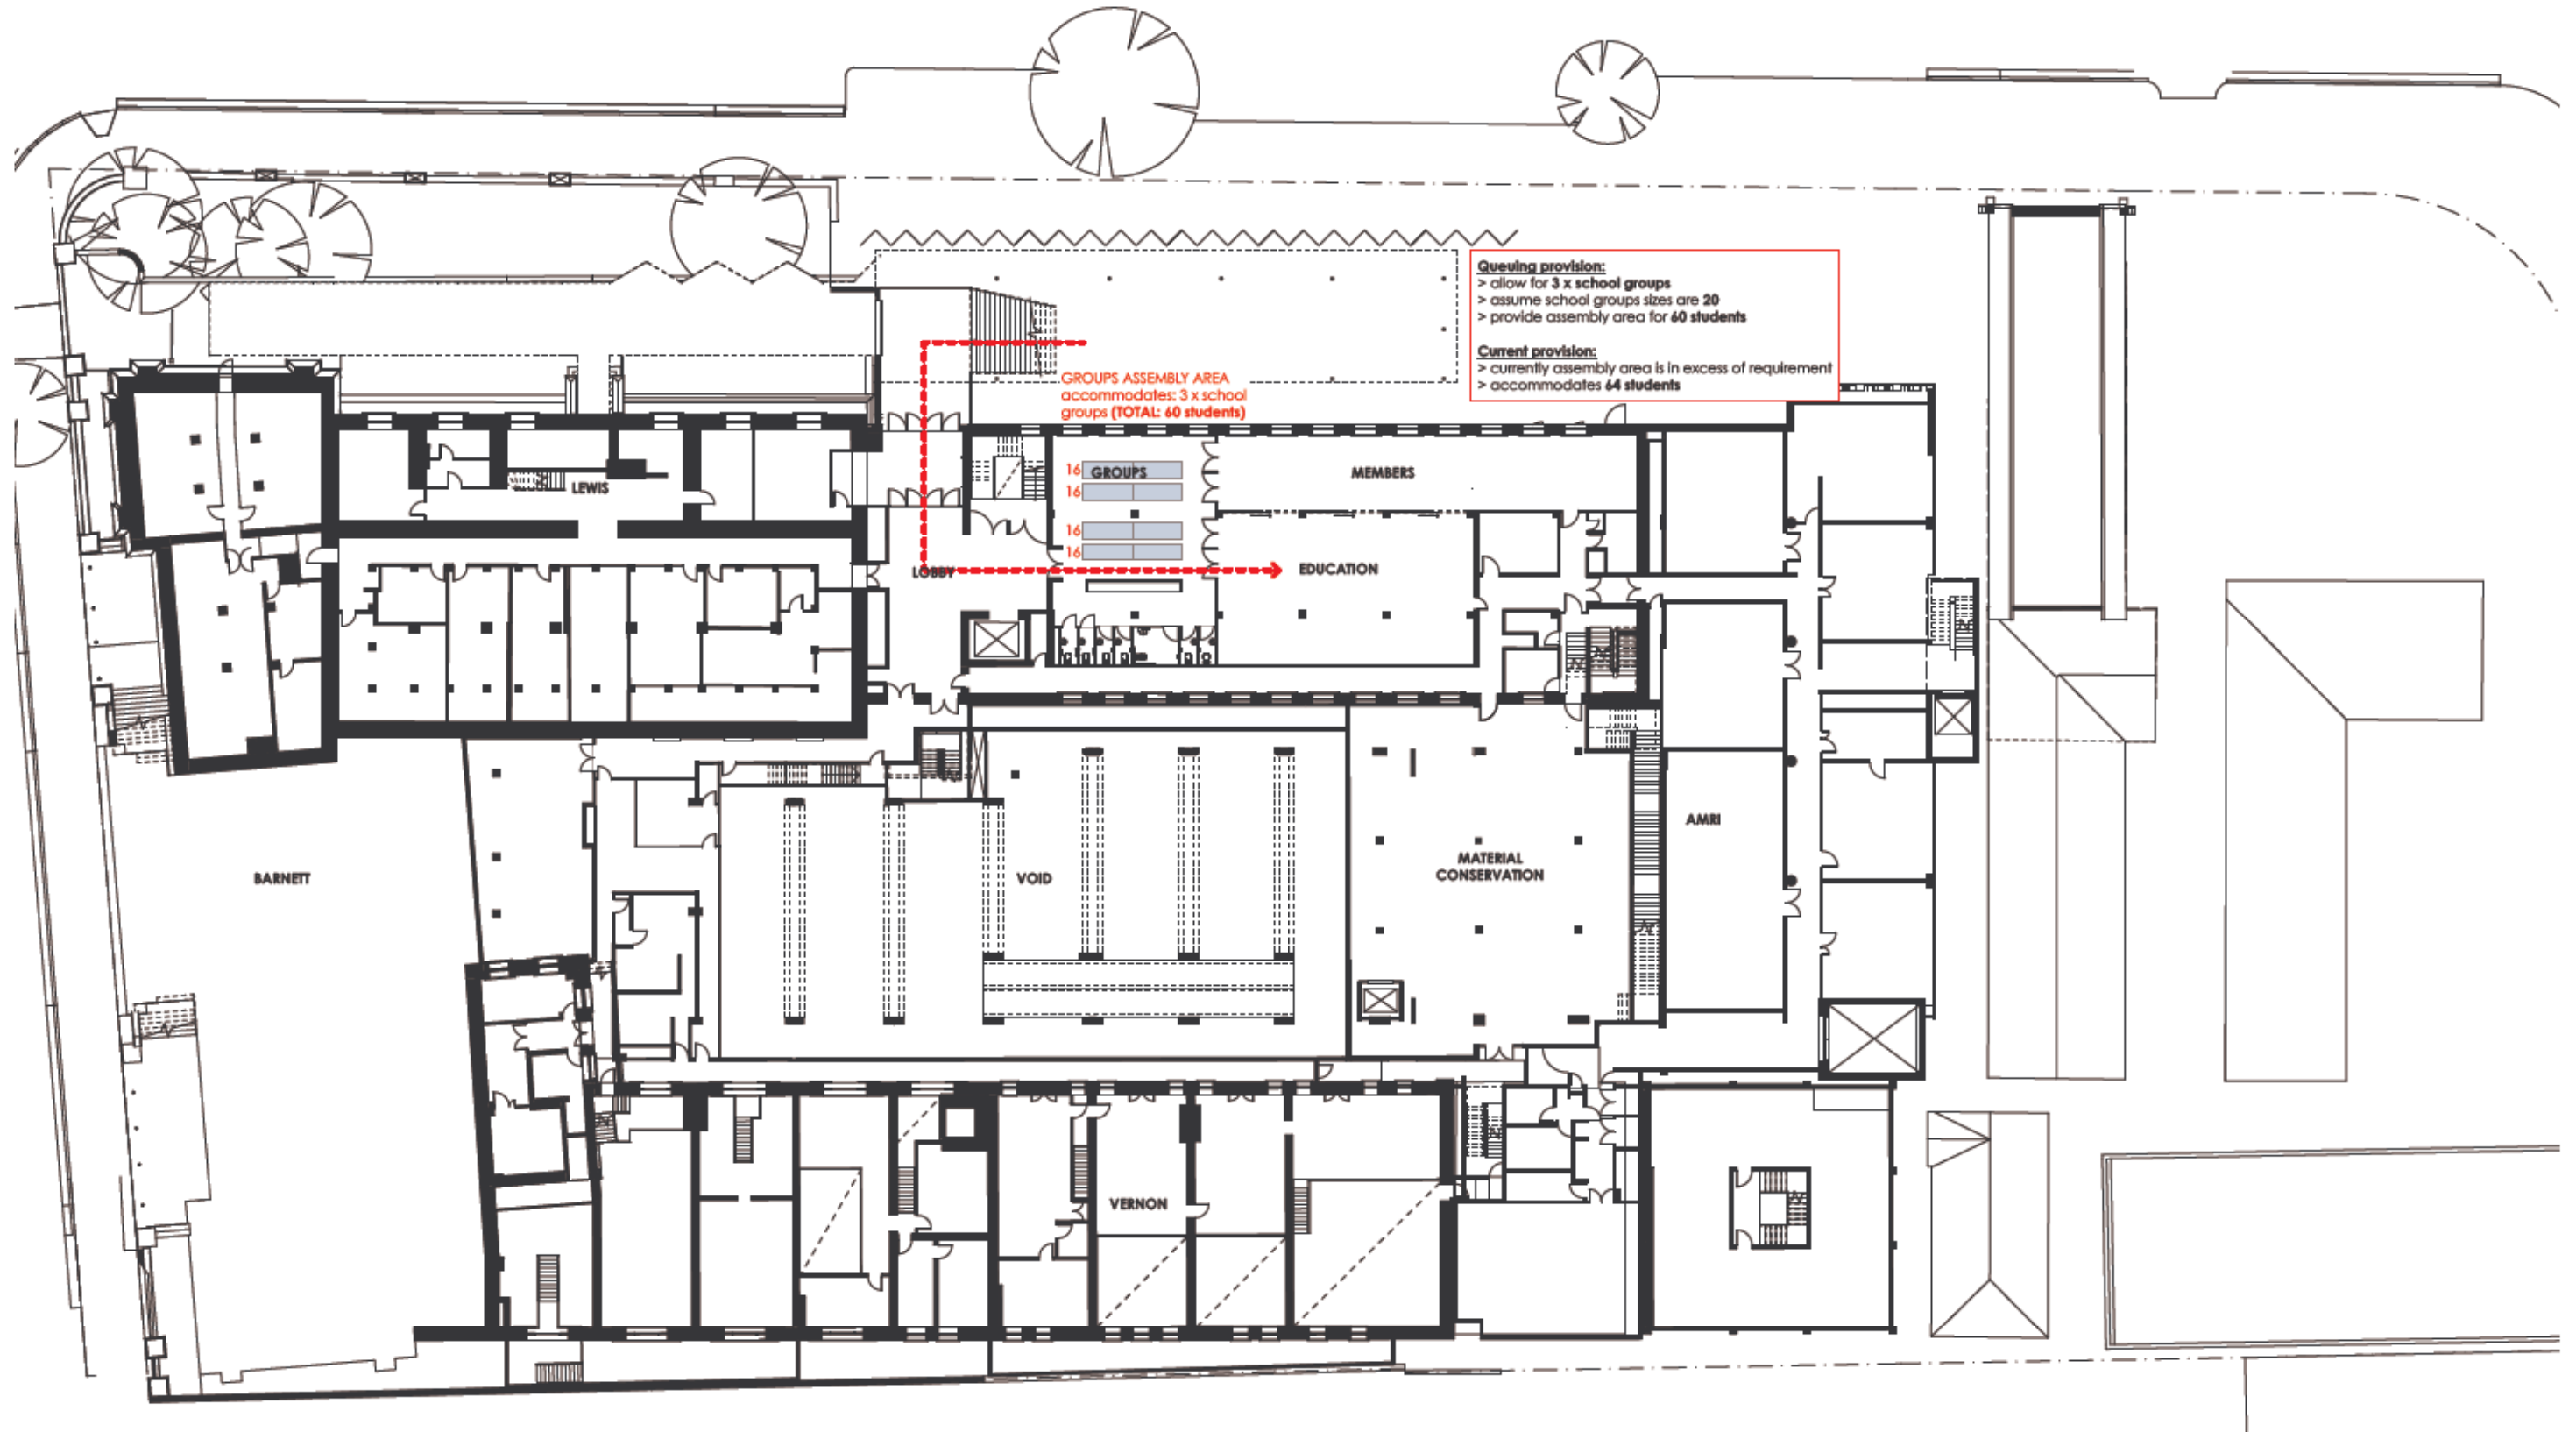 Queuing provision:
> allow for 3 x school groups
> assume school groups sizes are 20
> provide assembly area for 60 students
Current provision:
> currently assembly area is in excess of requirement
> accommodates 64 students
GROUPS ASSEMBLY AREA
accommodates: 3 x school
groups (TOTAL: 60 students)
16 GROUPS
16
16
16
MEMBERS
LEWIS
LOBBY
EDUCATION
AMRI
MATERIAL
CONSERVATION
BARNETT
VOID
VERNON